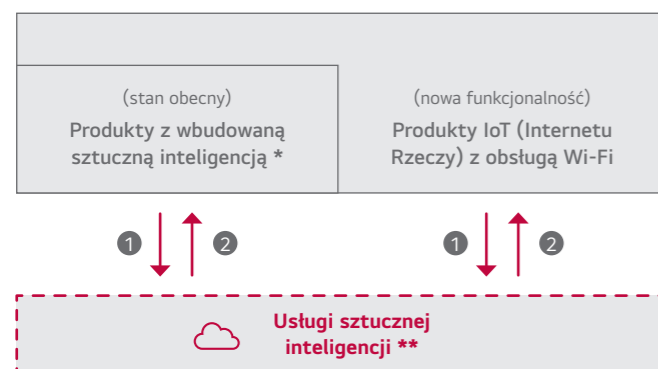 (stan obecny)
Produkty z wbudowaną
sztuczną inteligencją *
(nowa funkcjonalność)
Produkty IoT (Internetu
Rzeczy) z obsługą Wi-Fi
1
2
1
2
Usługi sztucznej
inteligencji **